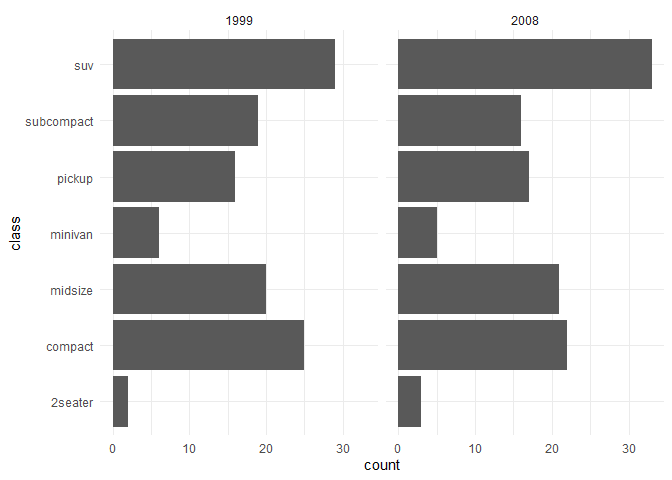 1999 2008
suv
subcompact
pickup
minivan
midsize
compact
2seater
class
0 10 20 30 0 10 20 30
count